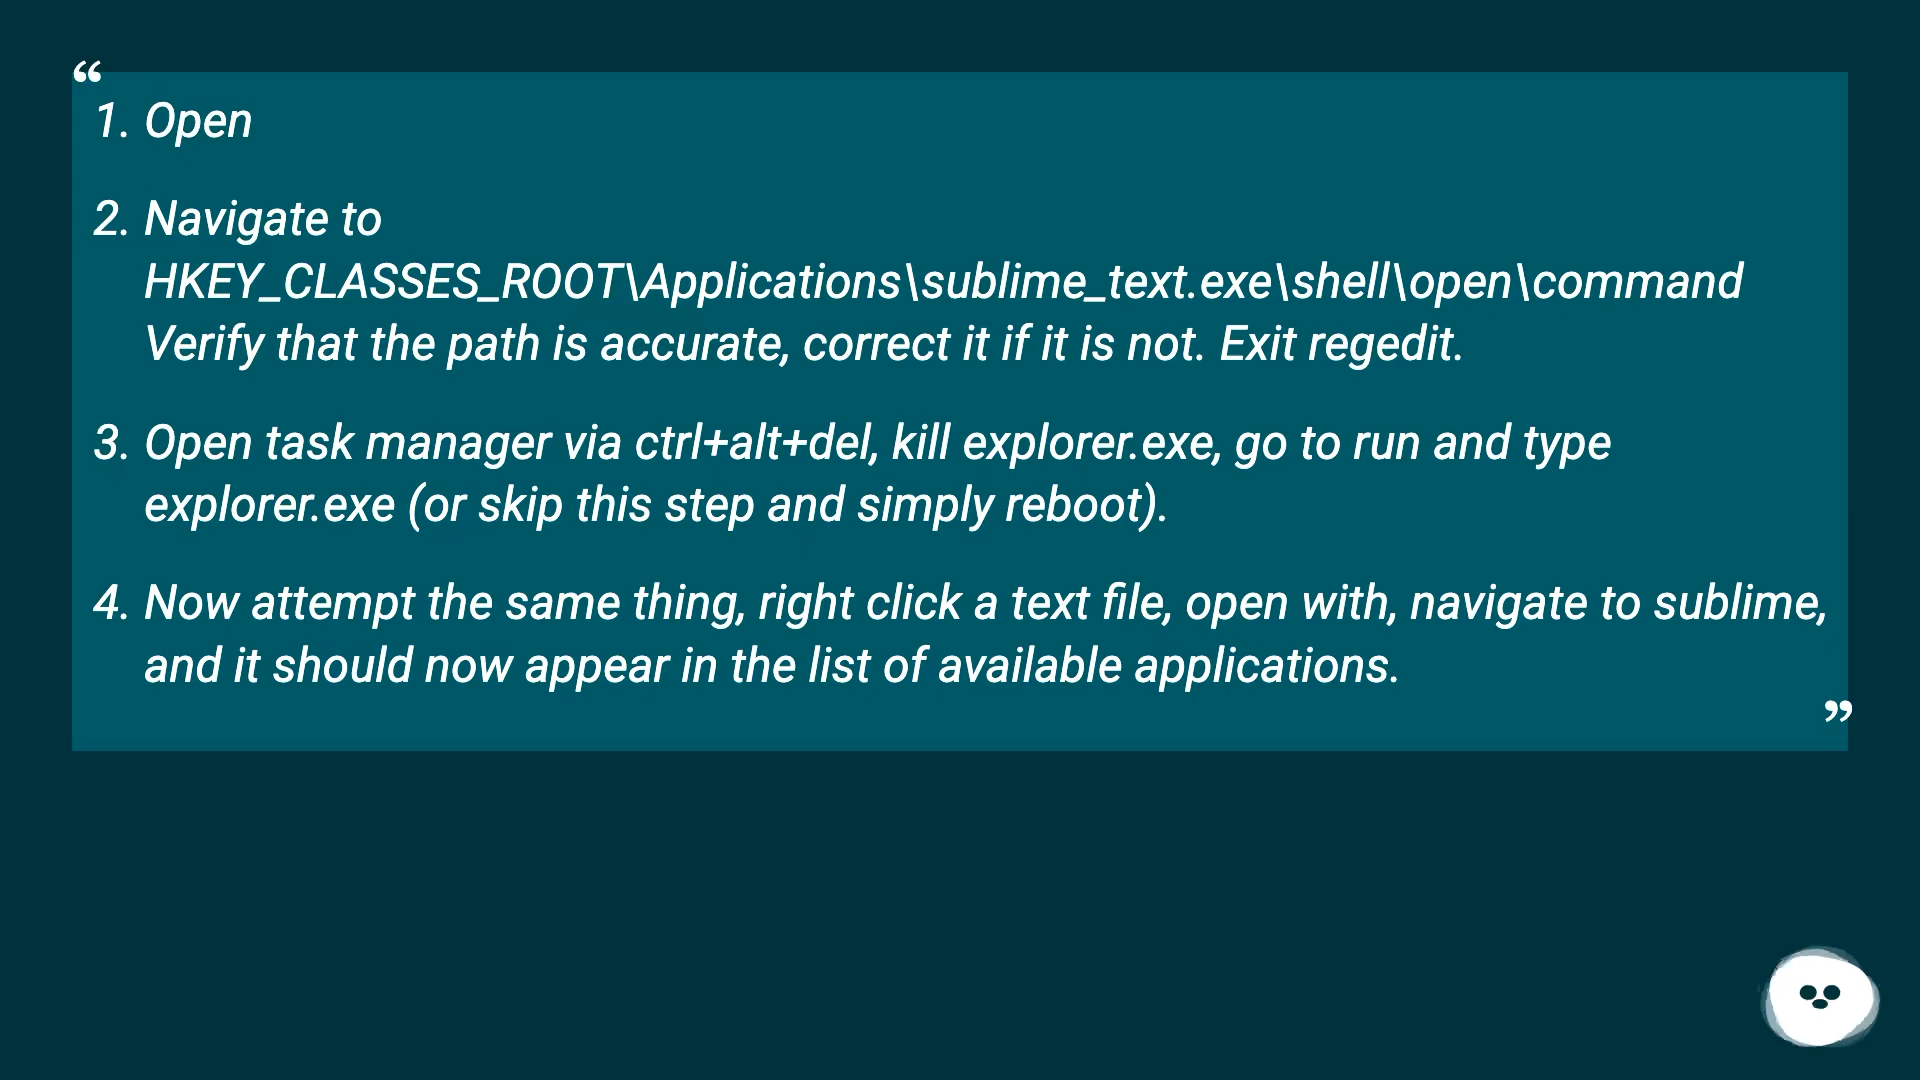 “
1. Open
2. Navigate to
HKEY_CLASSES_ROOT\Applications\sublime_text.exe\shell\open\command
Verify that the path is accurate, correct it if it is not. Exit regedit.
3. Open task manager via ctrl+alt+del, kill explorer.exe, go to run and type
explorer.exe (or skip this step and simply reboot).
4. Now attempt the same thing, right click a text file, open with, navigate to sublime,
and it should now appear in the list of available applications.
”